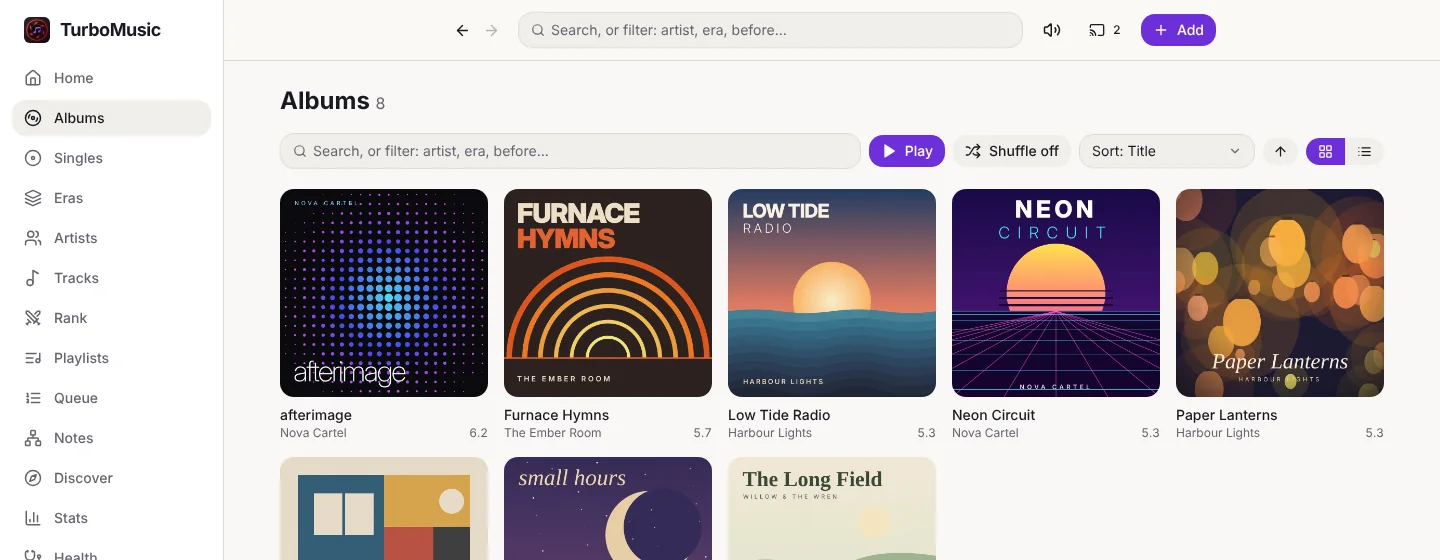 TurboMusic
Search, or filter: artist, era, before...
2
Add
Home
Albums
Singles
Eras
Artists
Tracks
Rank
Playlists
Queue
Notes
Discover
Stats
Health
Albums 8
Search, or filter: artist, era, before...
Play
Shuffle off
Sort: Title
NOVA CARTEL
afterimage
FURNACE
HYMNS
THE EMBER ROOM
LOW TIDE
RADIO
HARBOUR LIGHTS
NEON
CIRCUIT
NOVA CARTEL
Paper Lanterns
HARBOUR LIGHTS
afterimage
Nova Cartel 6.2
Furnace Hymns
The Ember Room 5.7
Low Tide Radio
Harbour Lights 5.3
Neon Circuit
Nova Cartel 5.3
Paper Lanterns
Harbour Lights 5.3
small hours
The Long Field
WILLOW & THE WREN